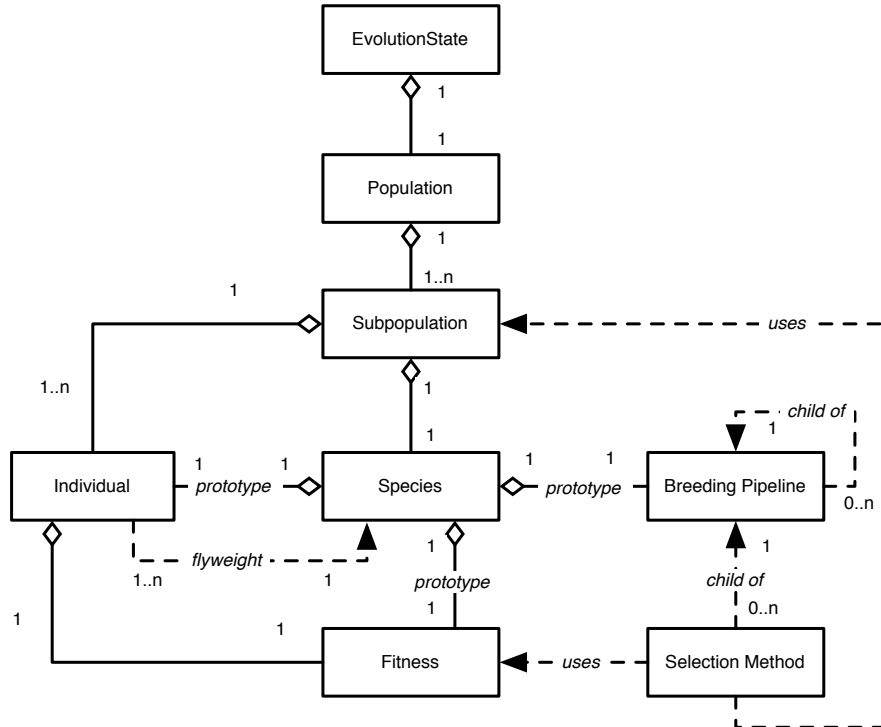 EvolutionState
1
1
Population
1
1..n
1
Subpopulation
uses
1
1..n
child of
1
1
1
1
1
1
Individual
prototype
Species
prototype
Breeding Pipeline
0..n
flyweight
1..n
1
1
1
prototype
child of
1
0..n
1
1
Fitness
uses
Selection Method